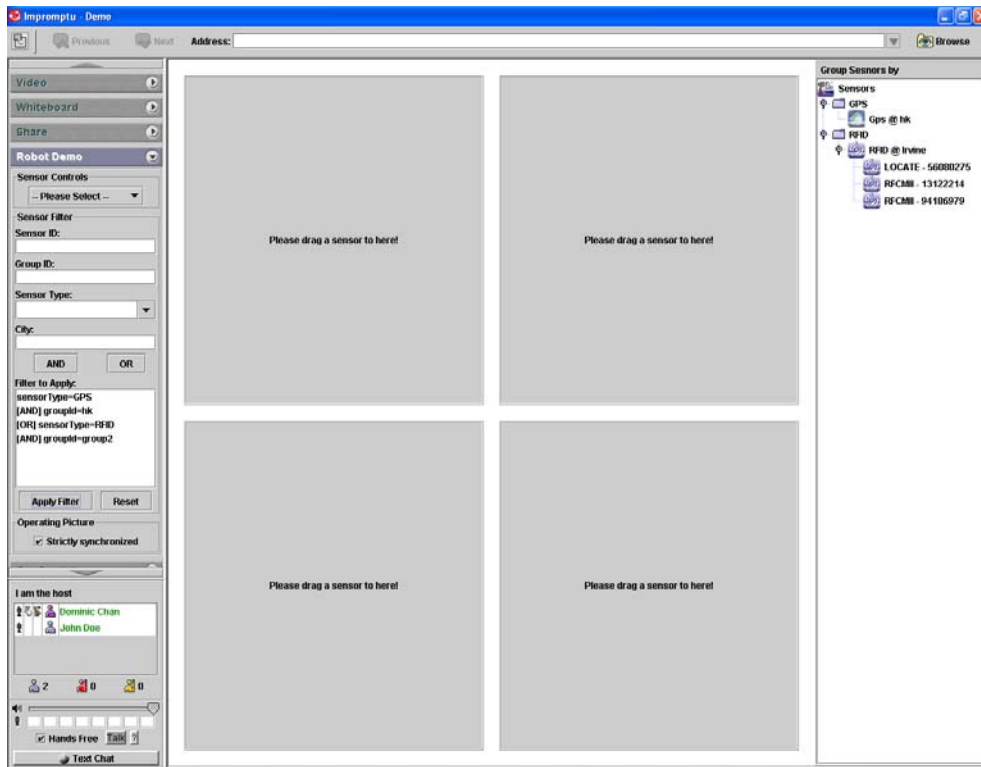 Impromptu - Demo
Previous Next Address: Browse
Video
Whiteboard
Share
Robot Demo
Sensor Controls
-- Please Select --
Sensor Filter
Sensor ID:
Group ID:
Sensor Type:
City:
AND OR
Filter to Apply:
sensorType=GPS
[AND] groupId=hk
[OR] sensorType=RFID
[AND] groupId=group2
Apply Filter Reset
Operating Picture
Strictly synchronized
I am the host
Dominic Chan
John Doe
2 0 0
Hands Free Talk ?
Text Chat
Please drag a sensor to here!
Please drag a sensor to here!
Please drag a sensor to here!
Please drag a sensor to here!
Group Sesnors by
Sensors
GPS
Gps @ hk
RFID
RFID @ Irvine
LOCATE - 56080275
RFCMII - 13122214
RFCMII - 94186979